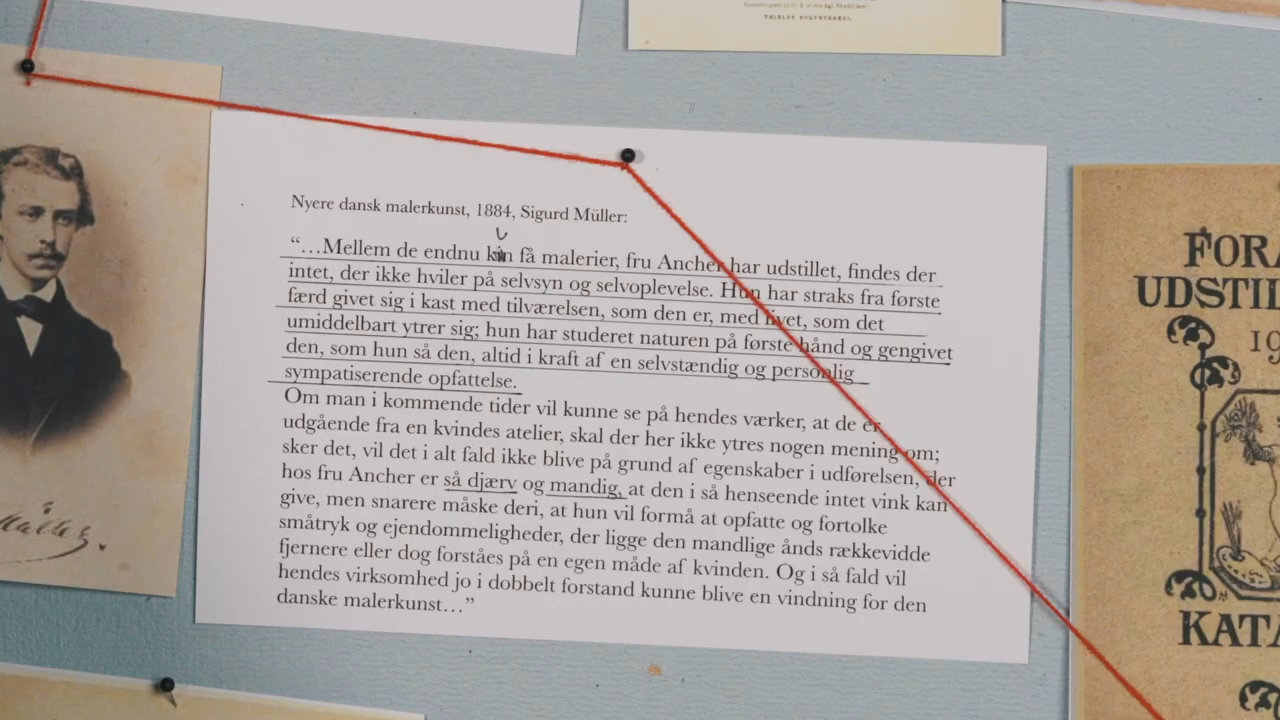 THIELES BOGTRYKKERI.
Nyere dansk malerkunst, 1884, Sigurd Müller:
“…Mellem de endnu kin få malerier, fru Ancher har udstillet, findes der
intet, der ikke hviler på selvsyn og selvoplevelse. Hun har straks fra første
færd givet sig i kast med tilværelsen, som den er, med livet, som det
umiddelbart ytrer sig; hun har studeret naturen på første hånd og gengivet
den, som hun så den, altid i kraft af en selvstændig og personlig
sympatiserende opfattelse.
Om man i kommende tider vil kunne se på hendes værker, at de er
udgående fra en kvindes atelier, skal der her ikke ytres nogen mening om;
sker det, vil det i alt fald ikke blive på grund af egenskaber i udførelsen, der
hos fru Ancher er så djærv og mandig, at den i så henseende intet vink kan
give, men snarere måske deri, at hun vil formå at opfatte og fortolke
småtryk og ejendommeligheder, der ligge den mandlige ånds rækkevidde
fjernere eller dog forståes på en egen måde af kvinden. Og i så fald vil
hendes virksomhed jo i dobbelt forstand kunne blive en vinding for den
danske malerkunst…”
FORA
UDSTIL
19
KATA